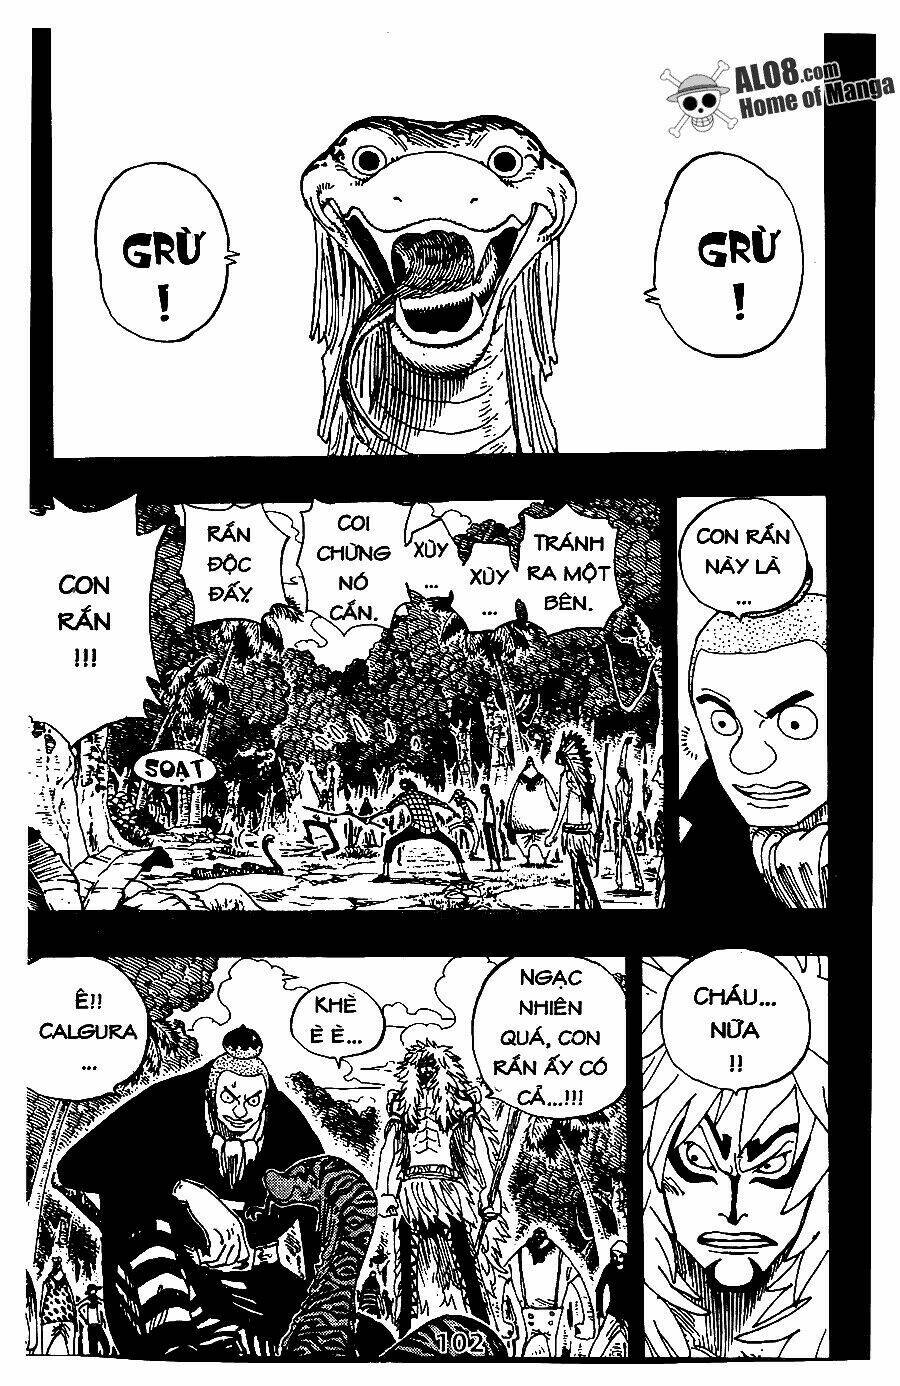 AL08.com
Home of Manga
GRỪ
!
GRỪ
!
CON RẮN
NÀY LÀ
...
TRÁNH
RA MỘT
BÊN.
XÙY
...
XÙY
...
COI
CHỪNG
NÓ
CẮN.
RẮN
ĐỘC
ĐẤY.
CON
RẮN
!!!
SOẠT
CHÁU...
NỮA
!!
NGẠC
NHIÊN
QUÁ, CON
RẮN ẤY CÓ
CẢ...!!!
KHÈ
È È...
Ê!!
CALGURA
...
102